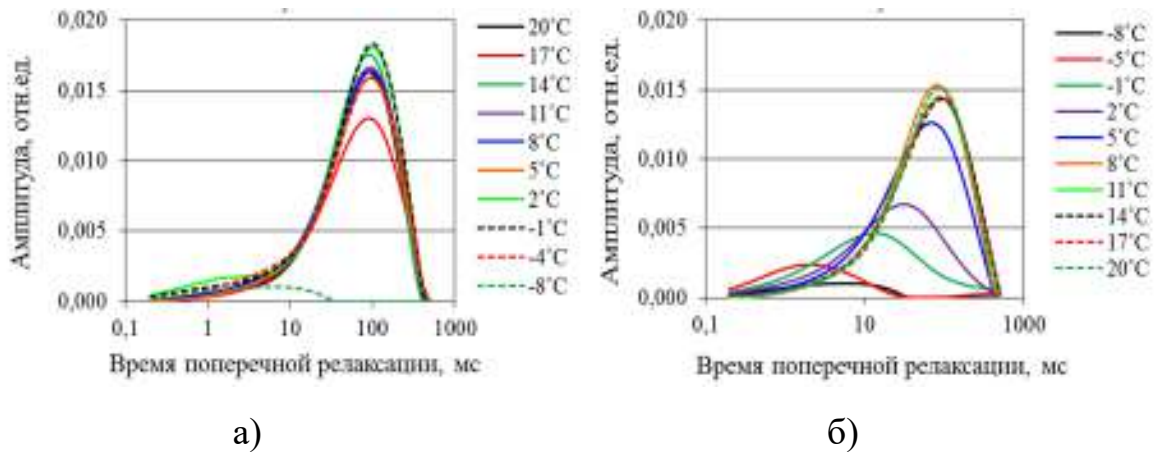 0,020
0,015
0,010
0,005
0,000
Амплитуда, отн.ед.
0,1
1
10
100
1000
Время поперечной релаксации, мс
20˚C
17˚C
14˚C
11˚C
8˚C
5˚C
2˚C
-1˚C
-4˚C
-8˚C
а)
0,020
0,015
0,010
0,005
0,000
Амплитуда, отн.ед.
0,1
10
1000
Время поперечной релаксации, мс
-8˚C
-5˚C
-1˚C
2˚C
5˚C
8˚C
11˚C
14˚C
17˚C
20˚C
б)